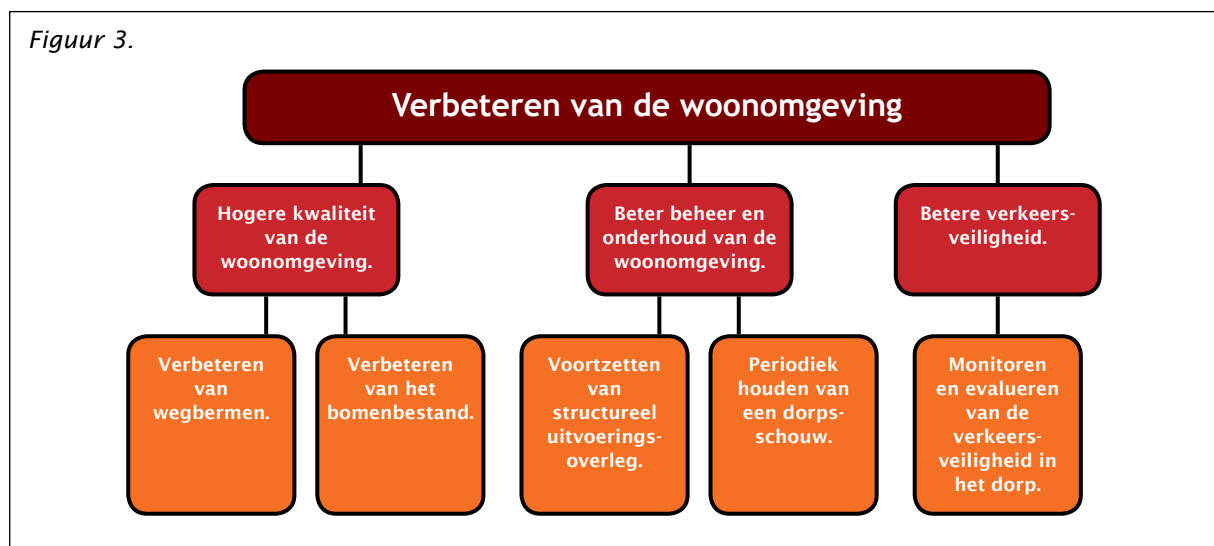 Figuur 3.
Verbeteren van de woonomgeving
Hogere kwaliteit
van de
woonomgeving.
Beter beheer en
onderhoud van de
woonomgeving.
Betere verkeers-
veiligheid.
Verbeteren
van
wegbermen.
Verbeteren
van het
bomenbestand.
Voortzetten
van
structureel
uitvoerings-
overleg.
Periodiek
houden van
een dorps-
schouw.
Monitoren
en evalueren
van de
verkeers-
veiligheid in
het dorp.